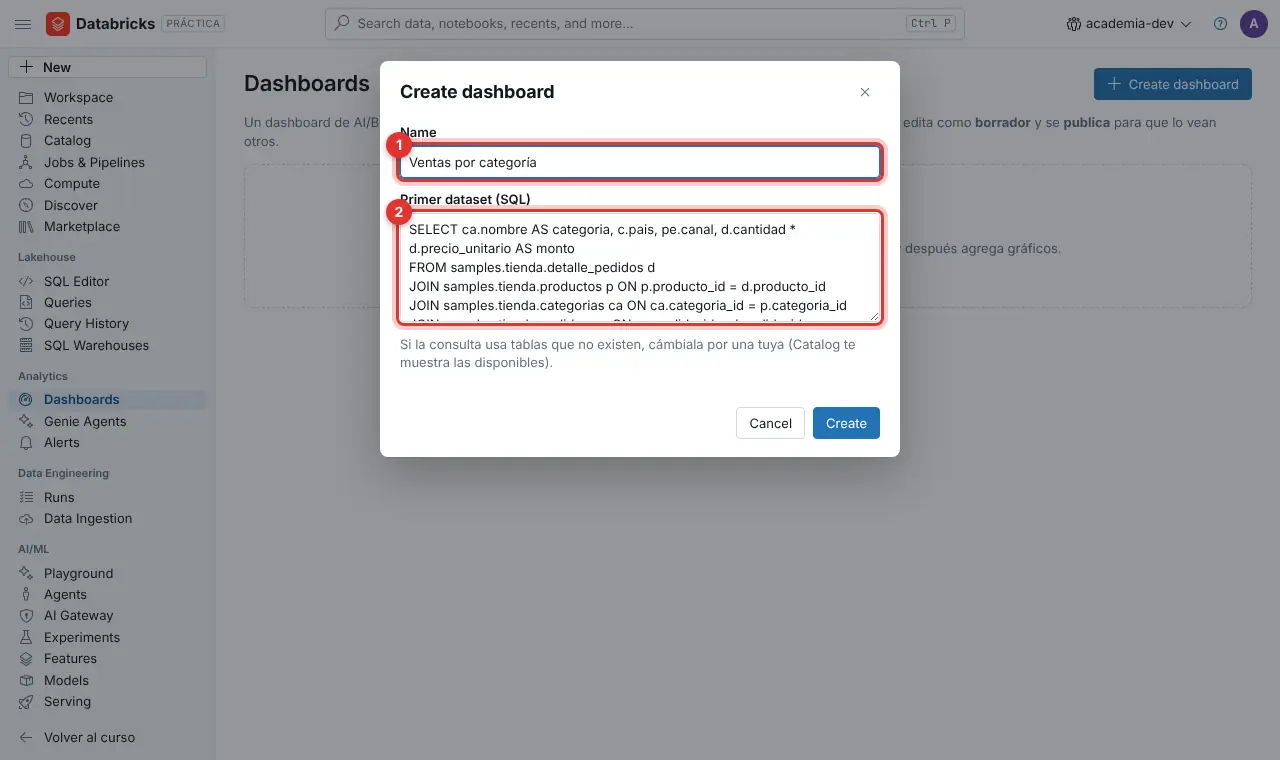 Databricks PRÁCTICA
Search data, notebooks, recents, and more... Ctrl P
academia-dev
?
A
New
Workspace
Recents
Catalog
Jobs & Pipelines
Compute
Discover
Marketplace
Lakehouse
SQL Editor
Queries
Query History
SQL Warehouses
Analytics
Dashboards
Genie Agents
Alerts
Data Engineering
Runs
Data Ingestion
AI/ML
Playground
Agents
AI Gateway
Experiments
Features
Models
Serving
Volver al curso
Dashboards
Create dashboard
Un dashboard de AI/B
edita como borrador y se publica para que lo vean
otros.
después agrega gráficos.
Create dashboard
Name
1
Ventas por categoría
Primer dataset (SQL)
2
SELECT ca.nombre AS categoria, c.pais, pe.canal, d.cantidad *
d.precio_unitario AS monto
FROM samples.tienda.detalle_pedidos d
JOIN samples.tienda.productos p ON p.producto_id = d.producto_id
JOIN samples.tienda.categorias ca ON ca.categoria_id = p.categoria_id
Si la consulta usa tablas que no existen, cámbiala por una tuya (Catalog te
muestra las disponibles).
Cancel
Create